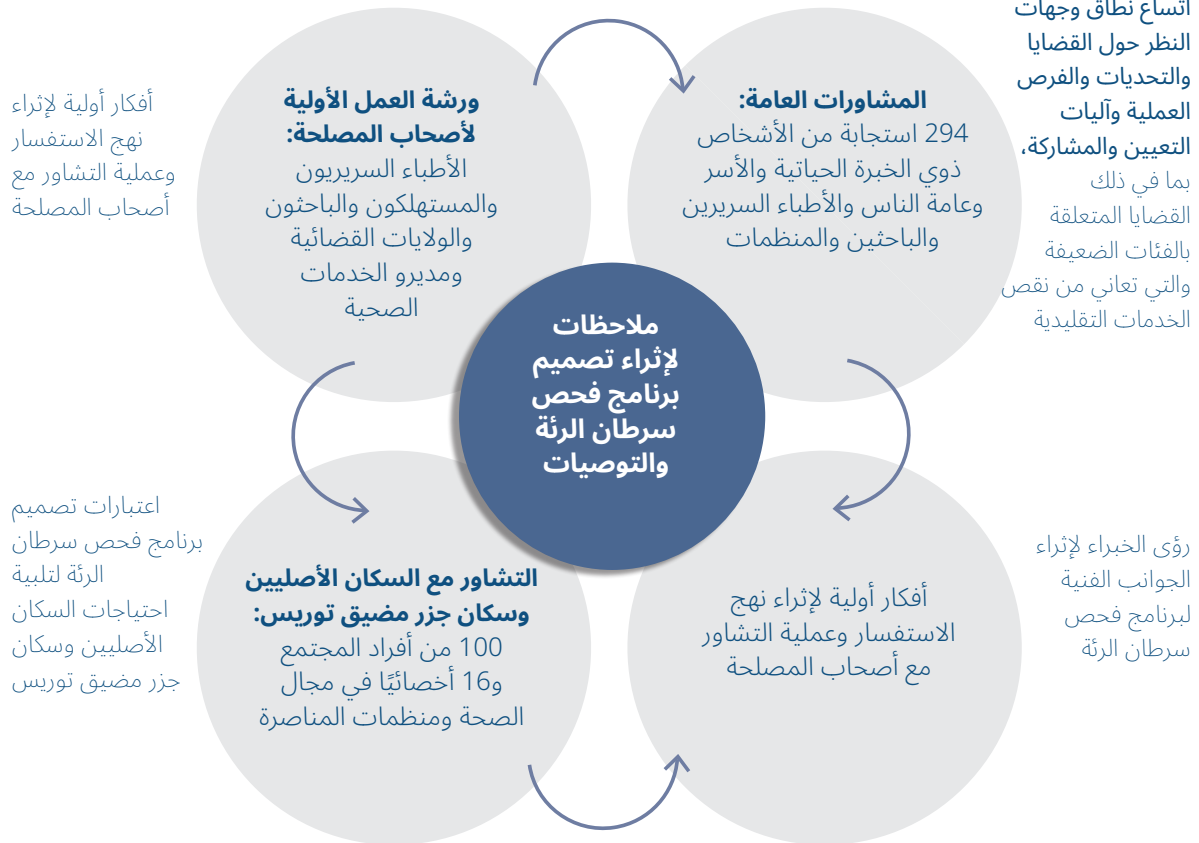 اتساع نطاق وجهات
النظر حول القضايا
والتحديات والفرص
العملية وآليات
التعيين والمشاركة،
بما في ذلك
القضايا المتعلقة
بالفئات الضعيفة
والتي تعاني من نقص
الخدمات التقليدية
المشاورات العامة:
294 استجابة من الأشخاص
ذوي الخبرة الحياتية والأسر
وعامة الناس والأطباء السريرين
والباحثين والمنظمات
ورشة العمل الأولية
لأصحاب المصلحة:
الأطباء السريريون
والمستهلكون والباحثون
والولايات القضائية
ومديرو الخدمات
الصحية
أفكار أولية لإثراء
نهج الاستفسار
وعملية التشاور مع
أصحاب المصلحة
ملاحظات
لإثراء تصميم
برنامج فحص
سرطان الرئة
والتوصيات
رؤى الخبراء لإثراء
الجوانب الفنية
لبرنامج فحص
سرطان الرئة
أفكار أولية لإثراء نهج
الاستفسار وعملية التشاور
مع أصحاب المصلحة
التشاور مع السكان الأصليين
وسكان جزر مضيق توريس:
100 من أفراد المجتمع
و16 أخصائيًا في مجال
الصحة ومنظمات المناصرة
اعتبارات تصميم
برنامج فحص سرطان
الرئة لتلبية
احتياجات السكان
الأصليين وسكان
جزر مضيق توريس